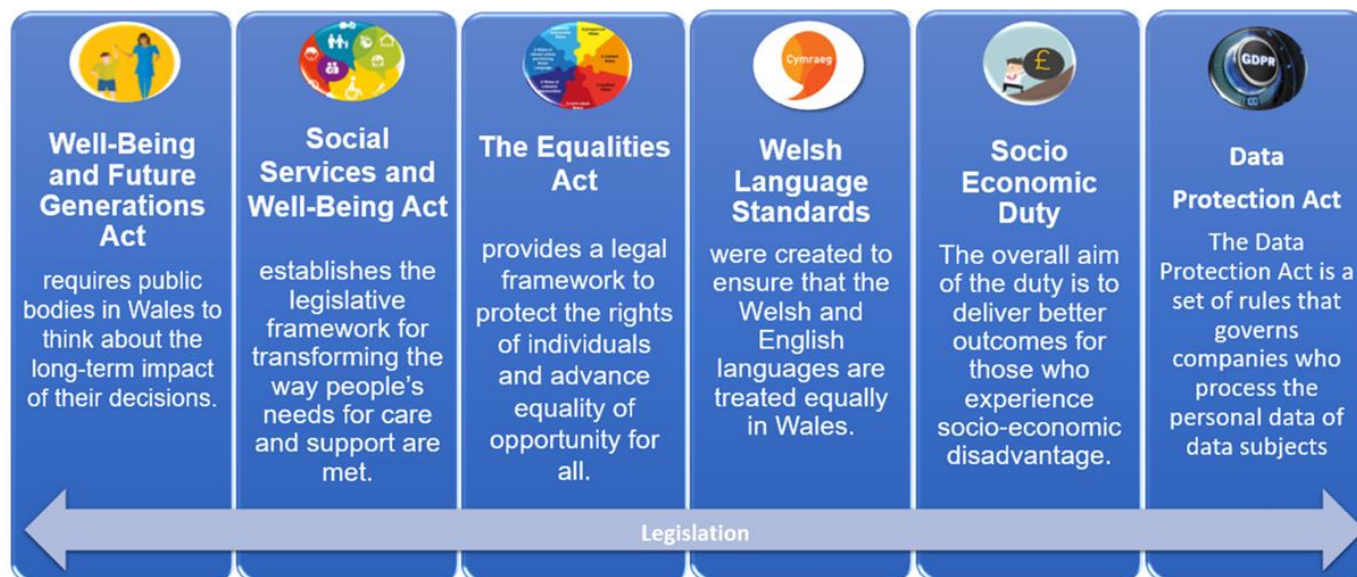 Well-Being
and Future
Generations
Act
requires public
bodies in Wales to
think about the
long-term impact
of their decisions.
Social
Services and
Well-Being Act
establishes the
legislative
framework for
transforming the
way people's
needs for care
and support are
met.
The Equalities
Act
provides a legal
framework to
protect the rights
of individuals
and advance
equality of
opportunity for
all.
Cymraeg
Welsh
Language
Standards
were created to
ensure that the
Welsh and
English
languages are
treated equally
in Wales.
£
Socio
Economic
Duty
The overall aim
of the duty is to
deliver better
outcomes for
those who
experience
socio-economic
disadvantage.
GDPR
Data
Protection Act
The Data
Protection Act is a
set of rules that
governs
companies who
process the
personal data of
data subjects
Legislation